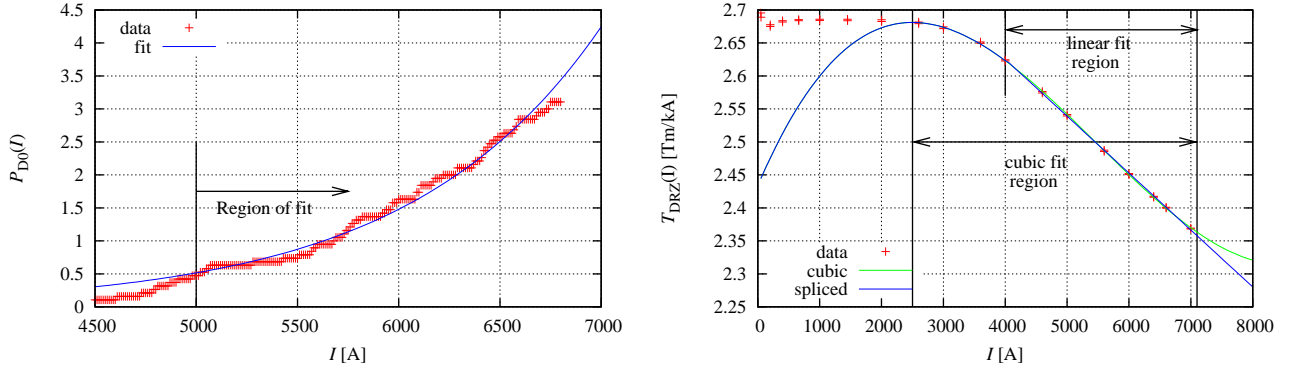 P_D0(I)
5
4.5
4
3.5
3
2.5
2
1.5
1
0.5
0
data
fit
Region of fit
4500 5000 5500 6000 6500 7000
I [A]
T_DRZ(I) [Tm/kA]
2.7
2.65
2.6
2.55
2.5
2.45
2.4
2.35
2.3
2.25
linear fit
region
cubic fit
region
data
cubic
spliced
0 1000 2000 3000 4000 5000 6000 7000 8000
I [A]